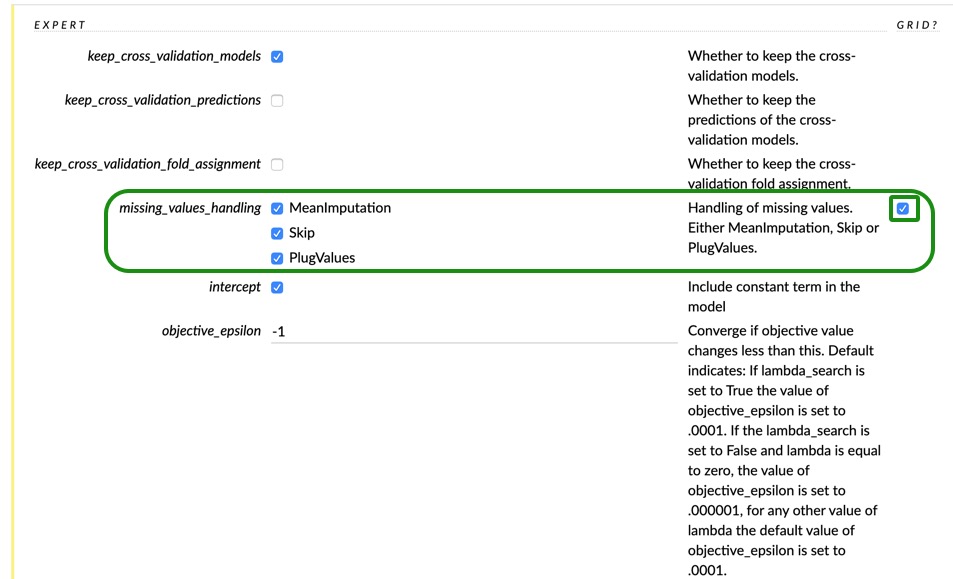 EXPERT GRID?
keep_cross_validation_models Whether to keep the cross-
validation models.
keep_cross_validation_predictions Whether to keep the
predictions of the cross-
validation models.
keep_cross_validation_fold_assignment Whether to keep the cross-
validation fold assignment.
missing_values_handling MeanImputation Handling of missing values.
Skip Either MeanImputation, Skip or
PlugValues PlugValues.
intercept Include constant term in the
model
objective_epsilon -1 Converge if objective value
changes less than this. Default
indicates: If lambda_search is
set to True the value of
objective_epsilon is set to
.0001. If the lambda_search is
set to False and lambda is equal
to zero, the value of
objective_epsilon is set to
.000001, for any other value of
lambda the default value of
objective_epsilon is set to
.0001.